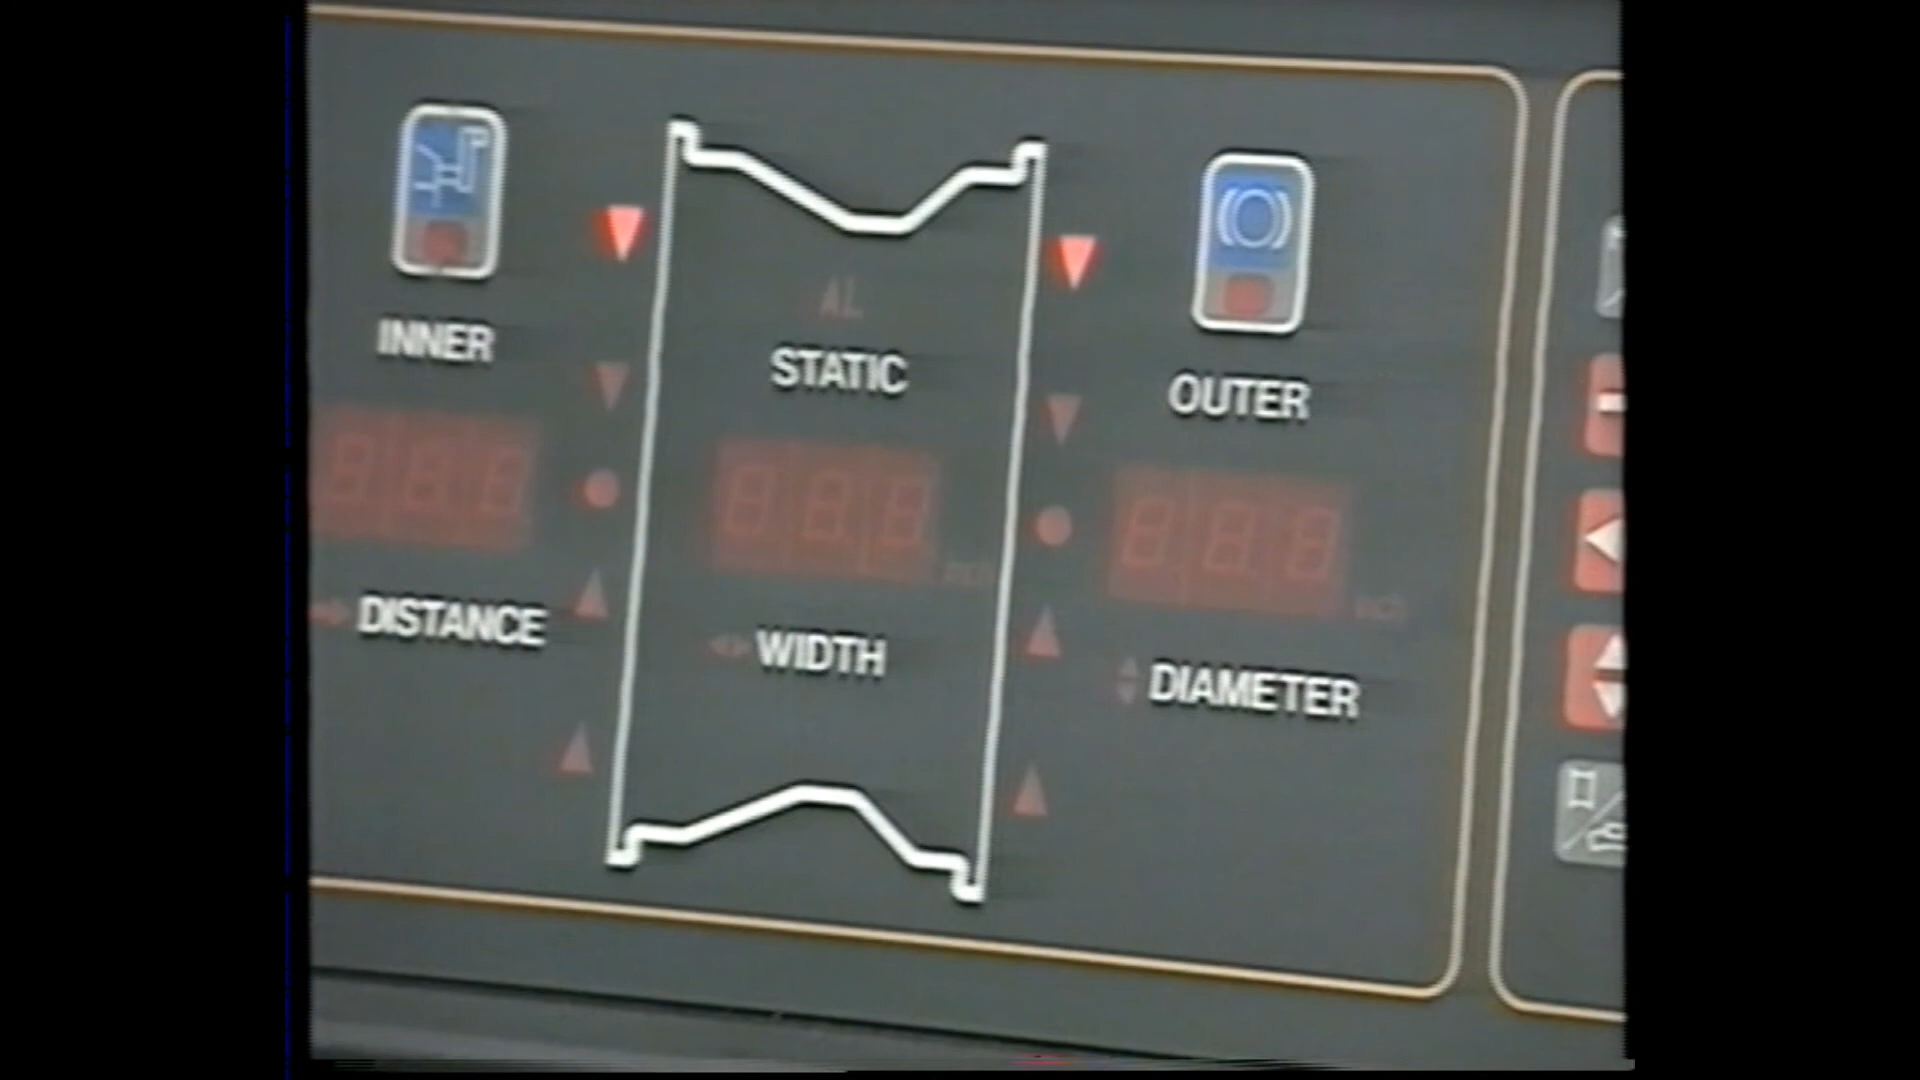 AL
INNER
STATIC
OUTER
DISTANCE
WIDTH
DIAMETER